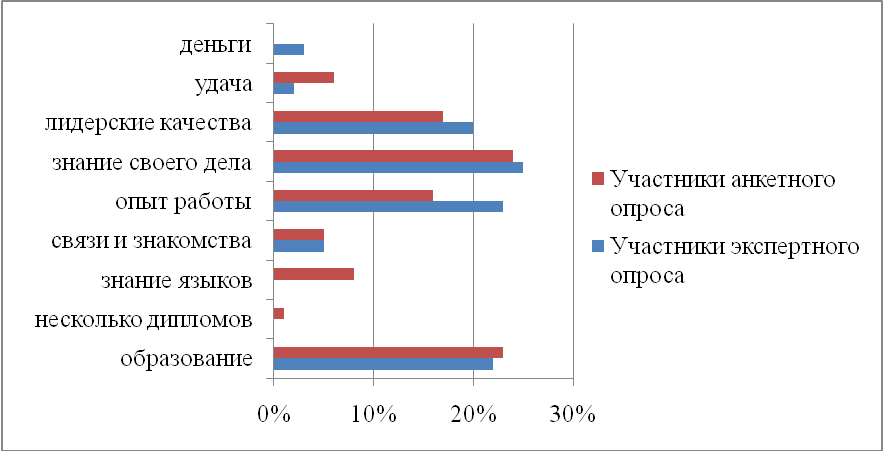 деньги
удача
лидерские качества
знание своего дела
опыт работы
связи и знакомства
знание языков
несколько дипломов
образование
0% 10% 20% 30%
Участники анкетного
опроса
Участники экспертного
опроса